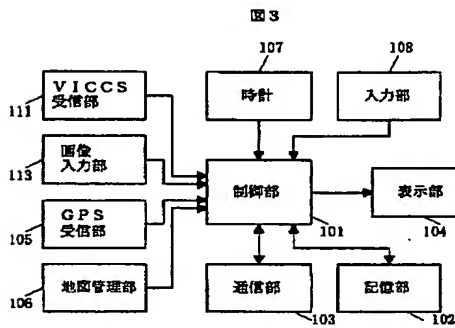 図3
107
108
VICCS
受信部
時計
入力部
111
画像
入力部
113
制御部
表示部
GPS
受信部
101
104
105
地図管理部
通信部
記憶部
106
103
102